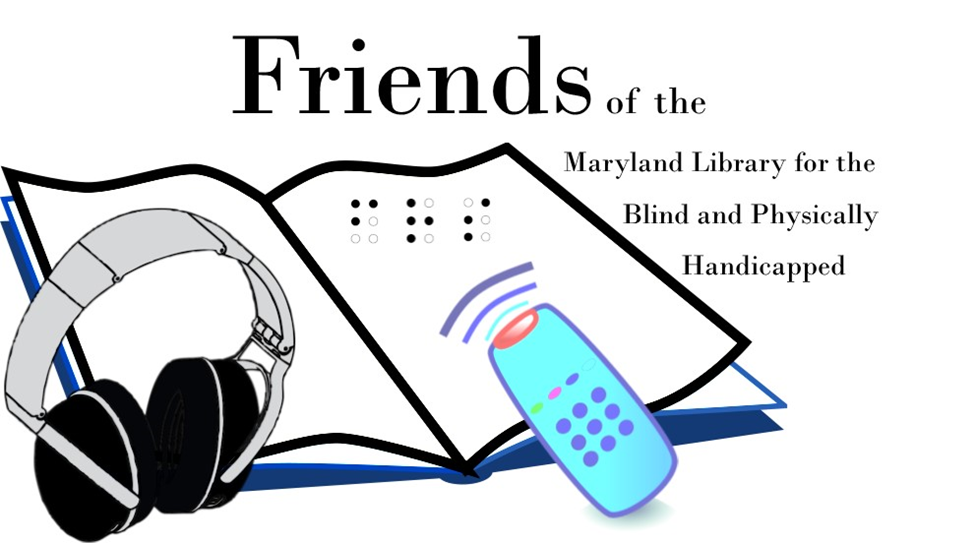 Friends of the
Maryland Library for the
Blind and Physically
Handicapped
⠋⠗⠎